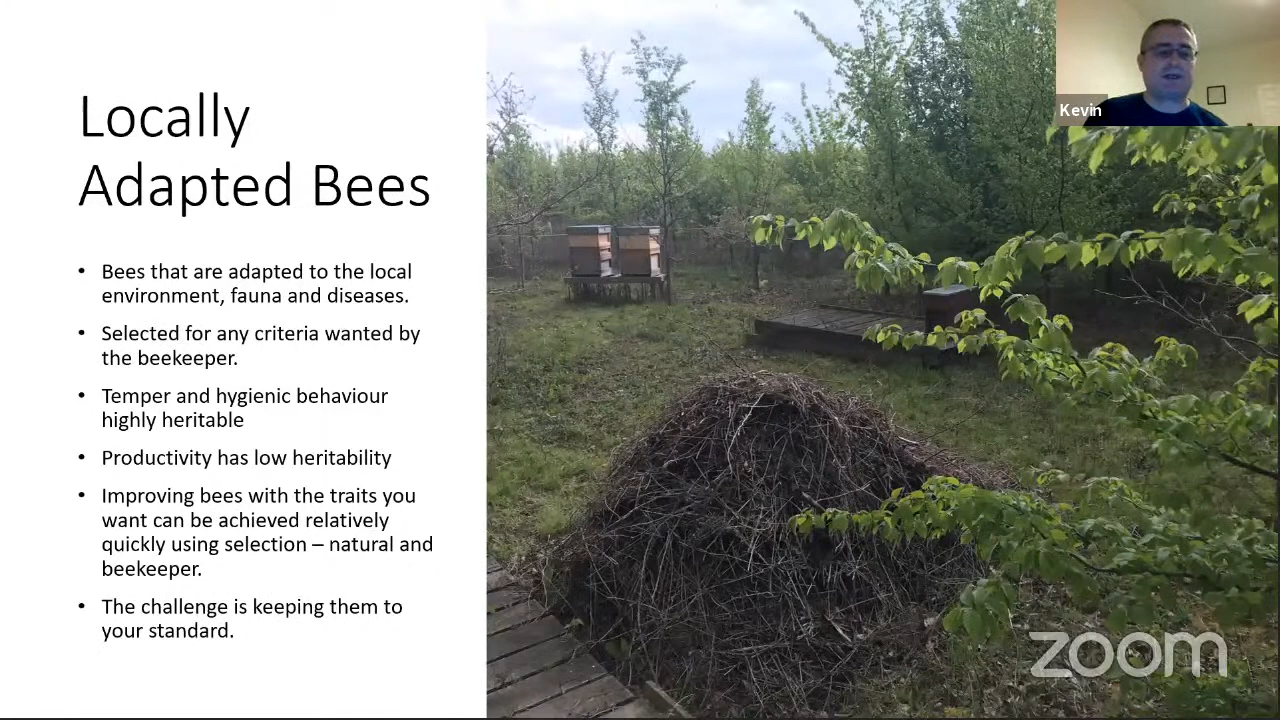 Locally
Adapted Bees
• Bees that are adapted to the local
environment, fauna and diseases.
• Selected for any criteria wanted by
the beekeeper.
• Temper and hygienic behaviour
highly heritable
• Productivity has low heritability
• Improving bees with the traits you
want can be achieved relatively
quickly using selection – natural and
beekeeper.
• The challenge is keeping them to
your standard.
Kevin
zoom